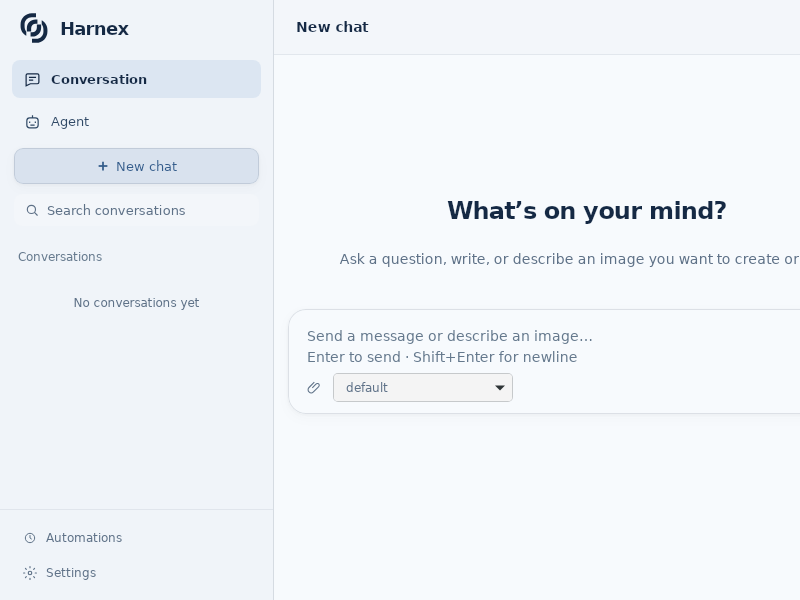 Harnex
Conversation
Agent
+ New chat
Search conversations
Conversations
No conversations yet
Automations
Settings
New chat
What’s on your mind?
Ask a question, write, or describe an image you want to create or
Send a message or describe an image…
Enter to send · Shift+Enter for newline
default